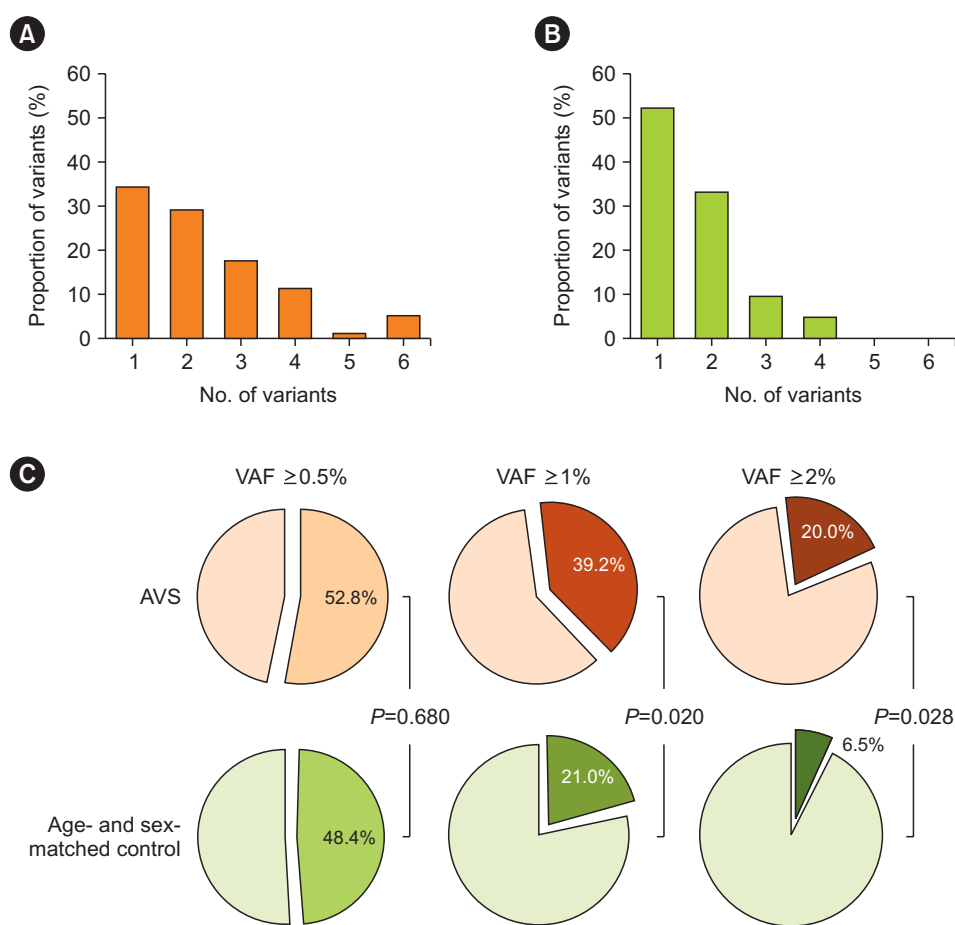 A
Proportion of variants (%)
60
50
40
30
20
10
0
1 2 3 4 5 6
No. of variants
B
Proportion of variants (%)
60
50
40
30
20
10
0
1 2 3 4 5 6
No. of variants
C
VAF ≥0.5% VAF ≥1% VAF ≥2%
AVS
52.8%
39.2%
20.0%
P=0.680 P=0.020 P=0.028
Age- and sex-
matched control
48.4%
21.0%
6.5%